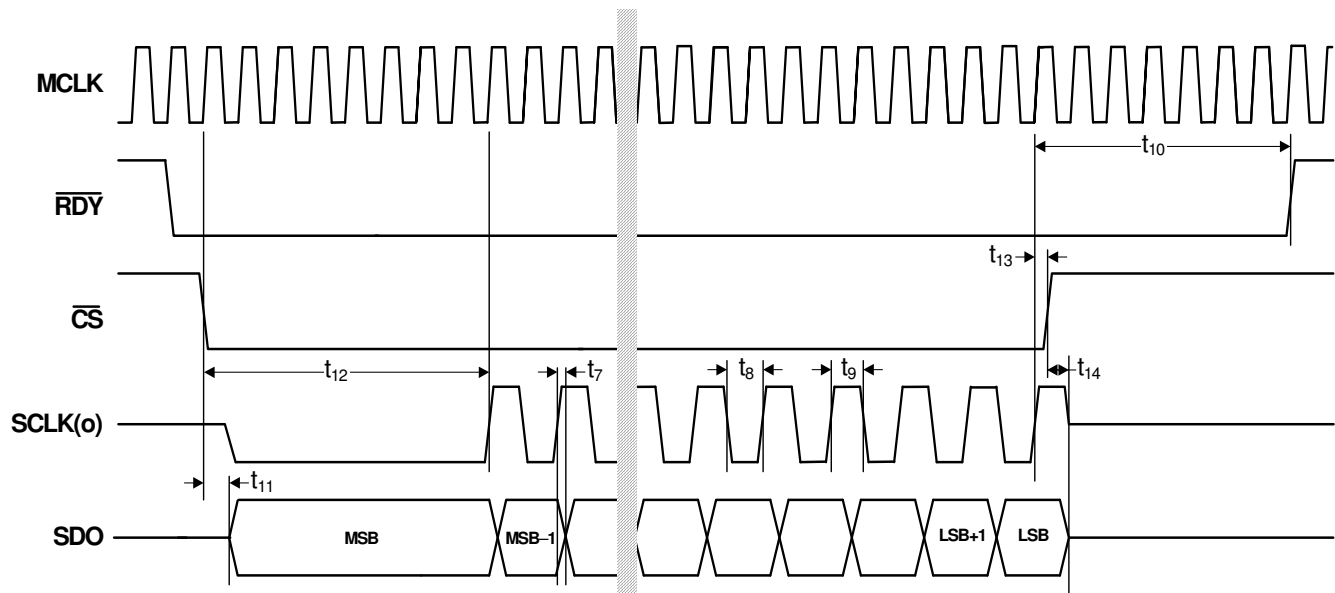 MCLK
t10
RDY
t13
CS
t12
t7
t8
t9
t14
SCLK(o)
t11
SDO
MSB
MSB–1
LSB+1
LSB